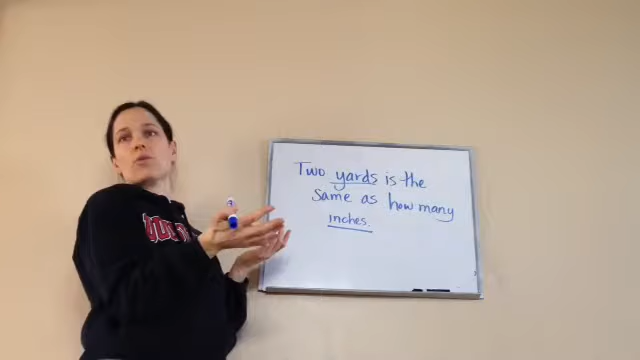 Two yards is the
same as how many
inches.